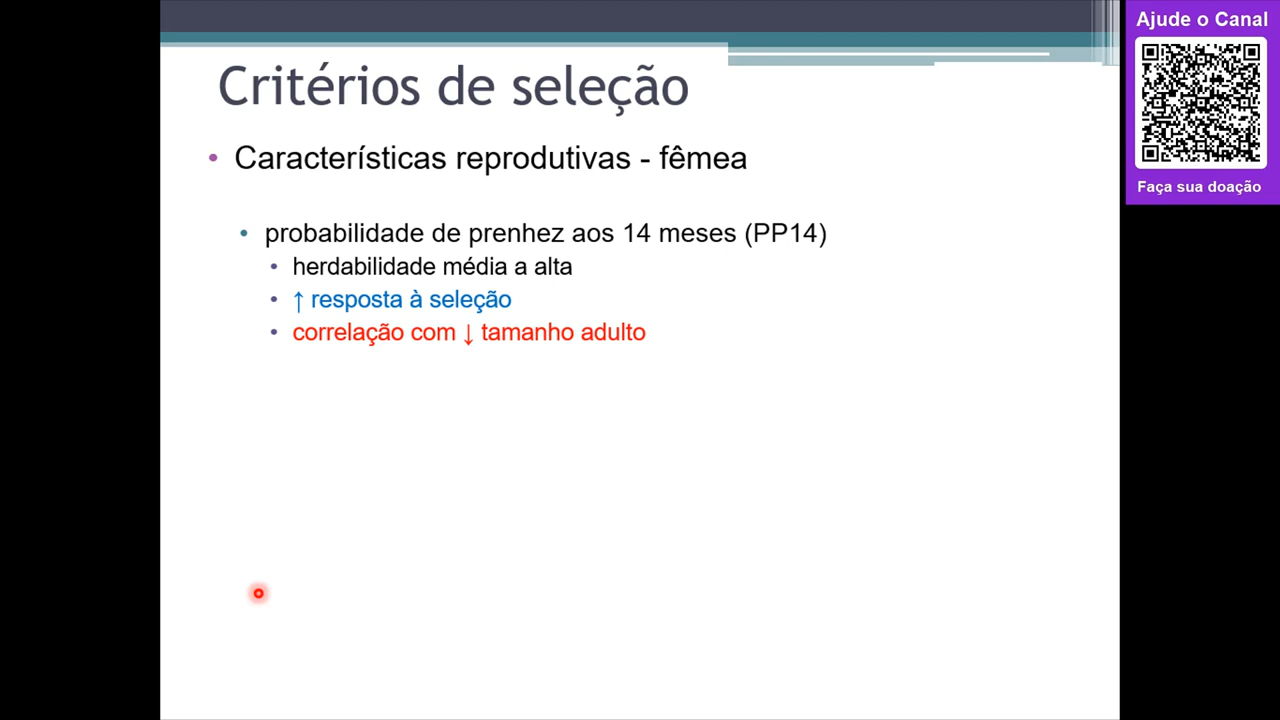 Critérios de seleção
• Características reprodutivas - fêmea
• probabilidade de prenhez aos 14 meses (PP14)
• herdabilidade média a alta
• ↑ resposta à seleção
• correlação com ↓ tamanho adulto
Ajude o Canal
Faça sua doação